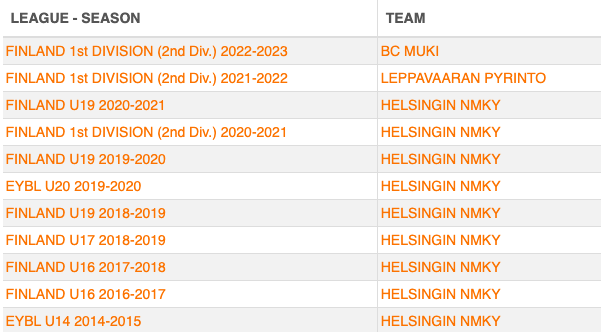 LEAGUE - SEASON TEAM
FINLAND 1st DIVISION (2nd Div.) 2022-2023 BC MUKI
FINLAND 1st DIVISION (2nd Div.) 2021-2022 LEPPAVAARAN PYRINTO
FINLAND U19 2020-2021 HELSINGIN NMKY
FINLAND 1st DIVISION (2nd Div.) 2020-2021 HELSINGIN NMKY
FINLAND U19 2019-2020 HELSINGIN NMKY
EYBL U20 2019-2020 HELSINGIN NMKY
FINLAND U19 2018-2019 HELSINGIN NMKY
FINLAND U17 2018-2019 HELSINGIN NMKY
FINLAND U16 2017-2018 HELSINGIN NMKY
FINLAND U16 2016-2017 HELSINGIN NMKY
EYBL U14 2014-2015 HELSINGIN NMKY